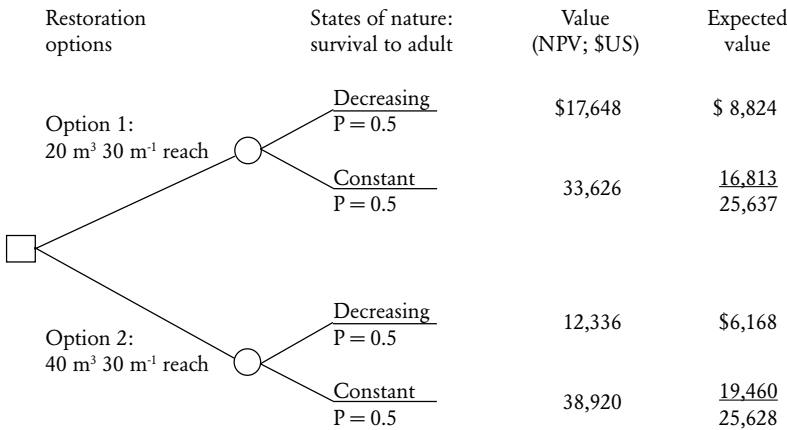 Restoration
options
States of nature:
survival to adult
Value
(NPV; $US)
Expected
value
Option 1:
20 m³ 30 m⁻¹ reach
Decreasing
P = 0.5
$17,648
$ 8,824
Constant
P = 0.5
33,626
16,813
25,637
Option 2:
40 m³ 30 m⁻¹ reach
Decreasing
P = 0.5
12,336
$6,168
Constant
P = 0.5
38,920
19,460
25,628